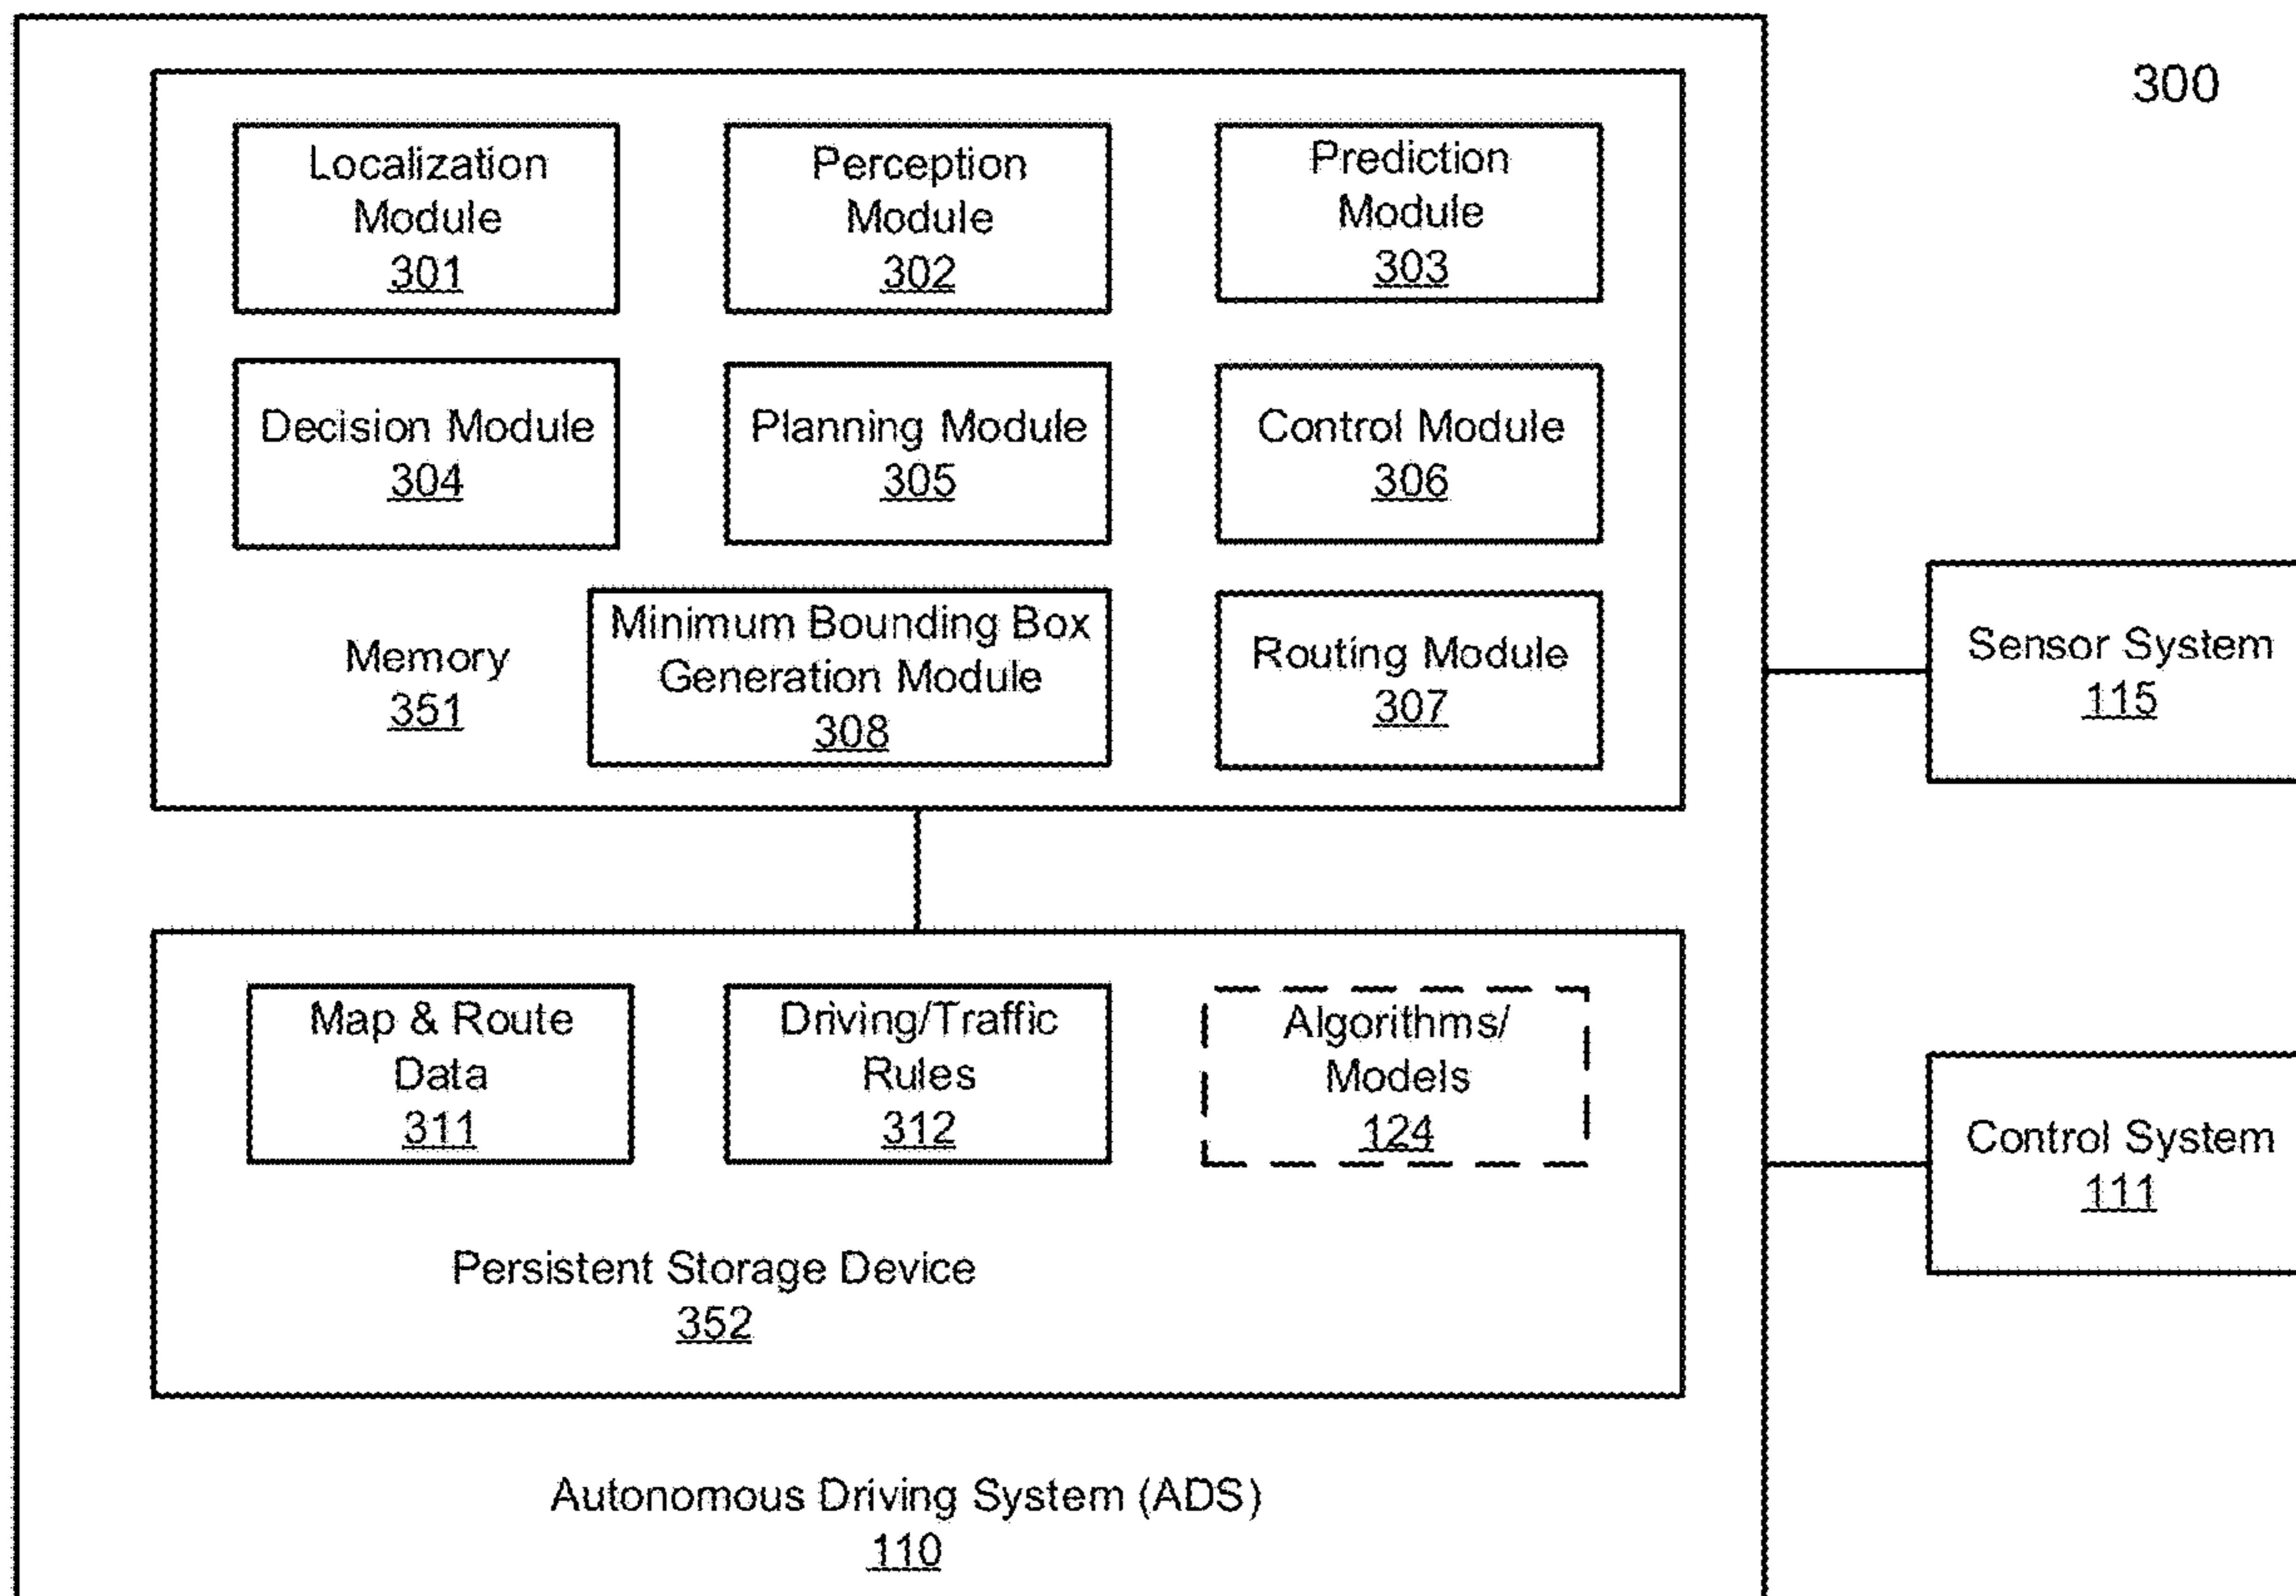 300
Localization
Module
301
Perception
Module
302
Prediction
Module
303
Decision Module
304
Planning Module
305
Control Module
306
Memory
351
Minimum Bounding Box
Generation Module
308
Routing Module
307
Sensor System
115
Map & Route
Data
311
Driving/Traffic
Rules
312
Algorithms/
Models
124
Control System
111
Persistent Storage Device
352
Autonomous Driving System (ADS)
110